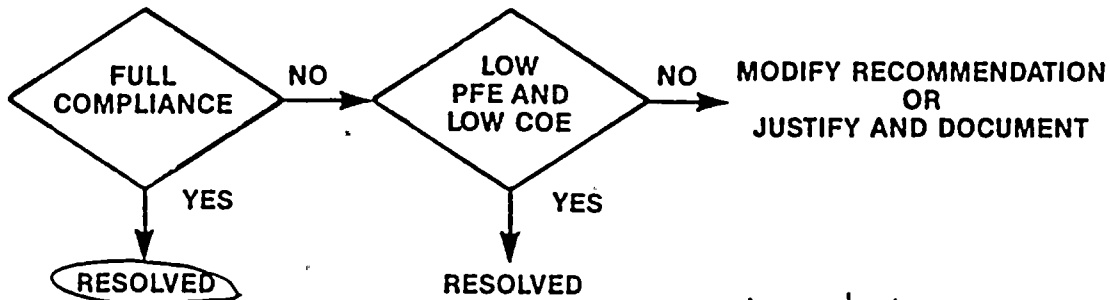 FULL
COMPLIANCE
NO
LOW
PFE AND
LOW COE
NO
MODIFY RECOMMENDATION
OR
JUSTIFY AND DOCUMENT
YES
YES
RESOLVED
RESOLVED